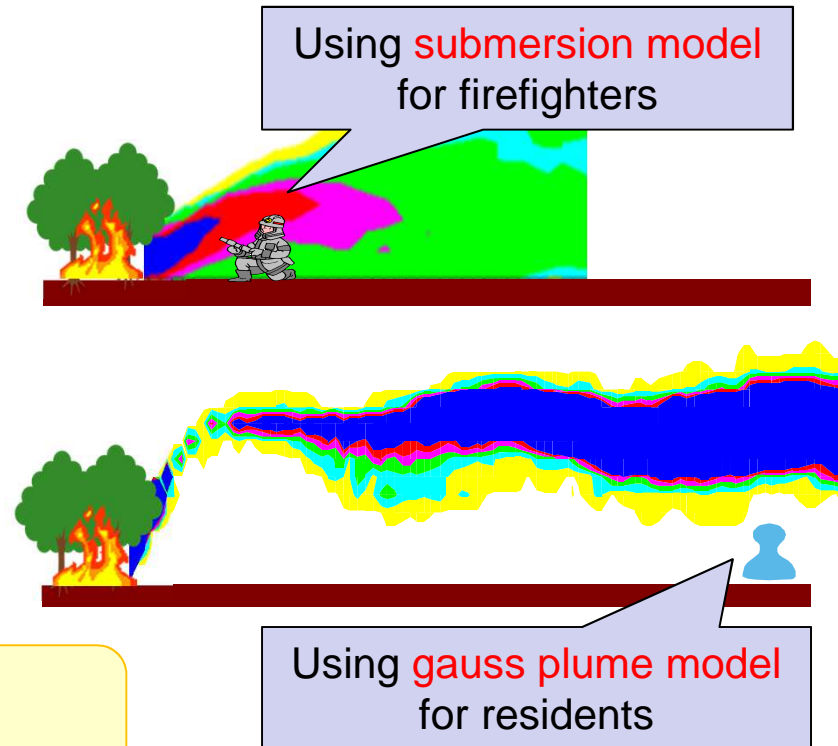 Using submersion model
for firefighters
Using gauss plume model
for residents